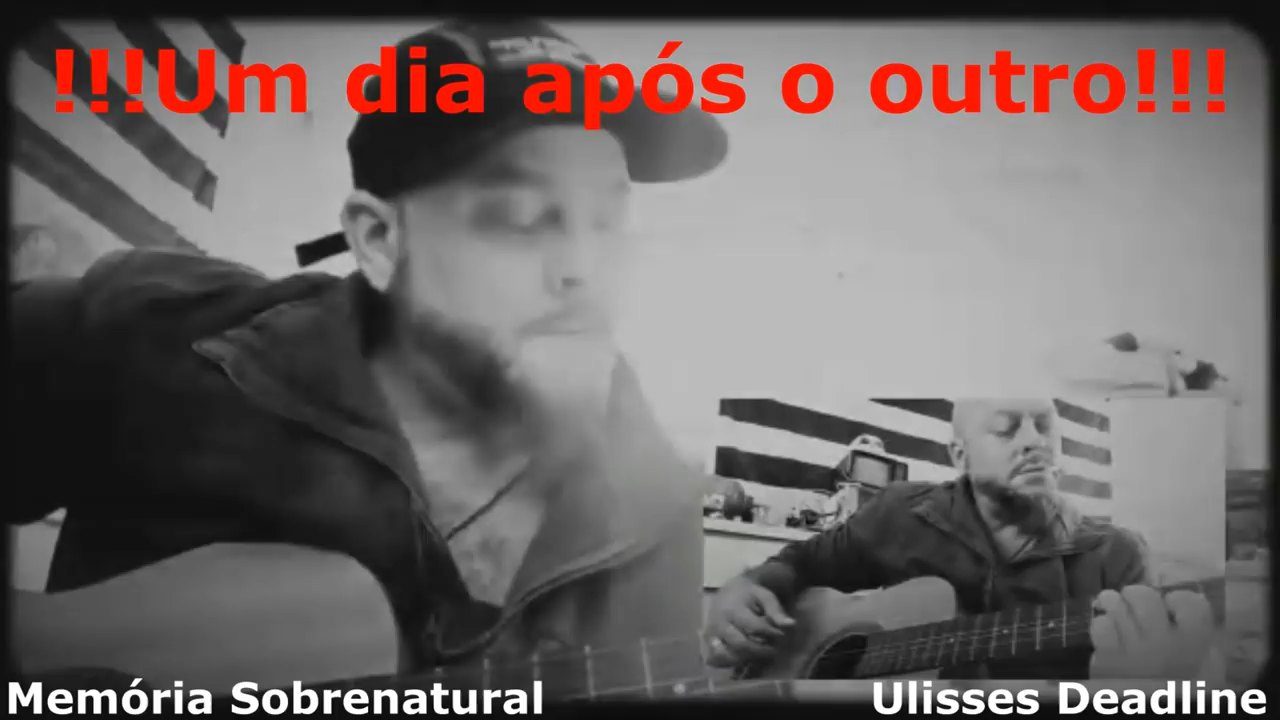 !!!Um dia após o outro!!!
Memória Sobrenatural
Ulisses Deadline